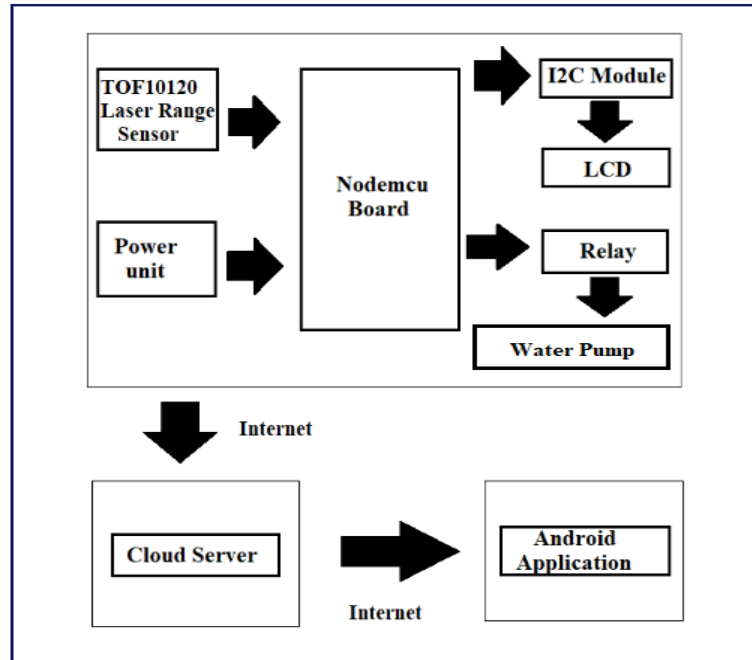 TOF10120
Laser Range
Sensor
Power
unit
Nodemcu
Board
I2C Module
LCD
Relay
Water Pump
Internet
Cloud Server
Internet
Android
Application